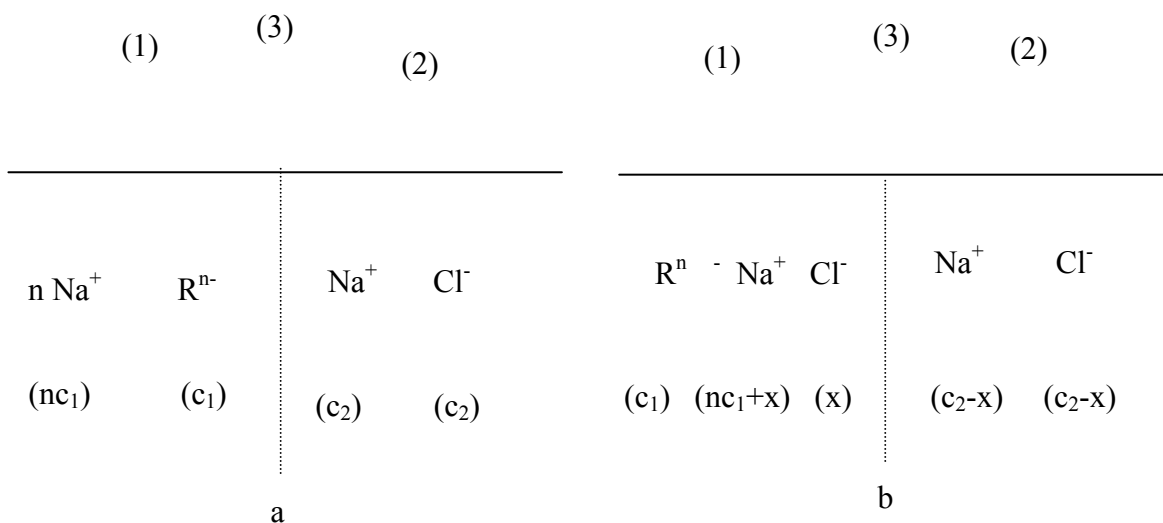 (1) (3) (2)
n Na⁺ Rⁿ⁻ Na⁺ Cl⁻
(nc₁) (c₁) (c₂) (c₂)
a
(1) (3) (2)
Rⁿ ⁻ Na⁺ Cl⁻ Na⁺ Cl⁻
(c₁) (nc₁+x) (x) (c₂-x) (c₂-x)
b